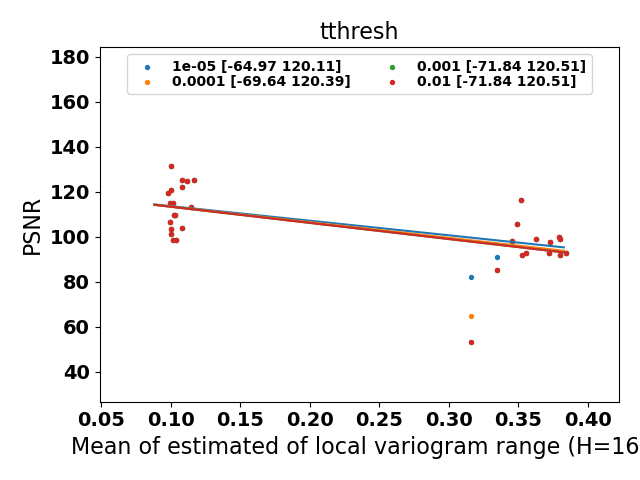 tthresh
1e-05 [-64.97 120.11]
0.0001 [-69.64 120.39]
0.001 [-71.84 120.51]
0.01 [-71.84 120.51]
PSNR
180
160
140
120
100
80
60
40
0.05 0.10 0.15 0.20 0.25 0.30 0.35 0.40
Mean of estimated of local variogram range (H=16